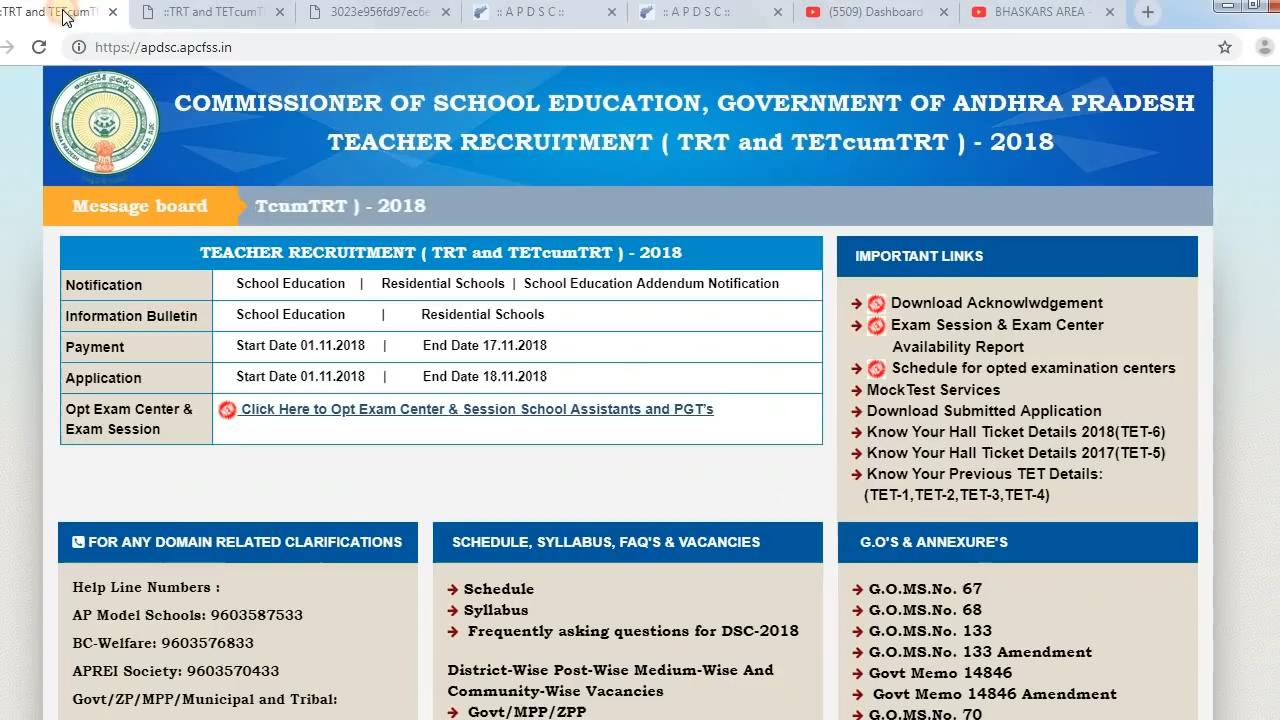 ::TRT and TETcumT
::TRT and TETcumT
3023e956fd97ec6e
:: A P D S C ::
:: A P D S C ::
(5509) Dashboard
BHASKARS AREA -
https://apdsc.apcfss.in
COMMISSIONER OF SCHOOL EDUCATION, GOVERNMENT OF ANDHRA PRADESH
TEACHER RECRUITMENT ( TRT and TETcumTRT ) - 2018
Message board
TcumTRT ) - 2018
TEACHER RECRUITMENT ( TRT and TETcumTRT ) - 2018
Notification School Education | Residential Schools | School Education Addendum Notification
Information Bulletin School Education | Residential Schools
Payment Start Date 01.11.2018 | End Date 17.11.2018
Application Start Date 01.11.2018 | End Date 18.11.2018
Opt Exam Center & Click Here to Opt Exam Center & Session School Assistants and PGT's
Exam Session
IMPORTANT LINKS
Download Acknowlwdgement
Exam Session & Exam Center
Availability Report
Schedule for opted examination centers
MockTest Services
Download Submitted Application
Know Your Hall Ticket Details 2018(TET-6)
Know Your Hall Ticket Details 2017(TET-5)
Know Your Previous TET Details:
(TET-1,TET-2,TET-3,TET-4)
FOR ANY DOMAIN RELATED CLARIFICATIONS
Help Line Numbers :
AP Model Schools: 9603587533
BC-Welfare: 9603576833
APREI Society: 9603570433
Govt/ZP/MPP/Municipal and Tribal:
SCHEDULE, SYLLABUS, FAQ'S & VACANCIES
Schedule
Syllabus
Frequently asking questions for DSC-2018
District-Wise Post-Wise Medium-Wise And
Community-Wise Vacancies
Govt/MPP/ZPP
G.O'S & ANNEXURE'S
G.O.MS.No. 67
G.O.MS.No. 68
G.O.MS.No. 133
G.O.MS.No. 133 Amendment
Govt Memo 14846
Govt Memo 14846 Amendment
G.O.MS.No. 70